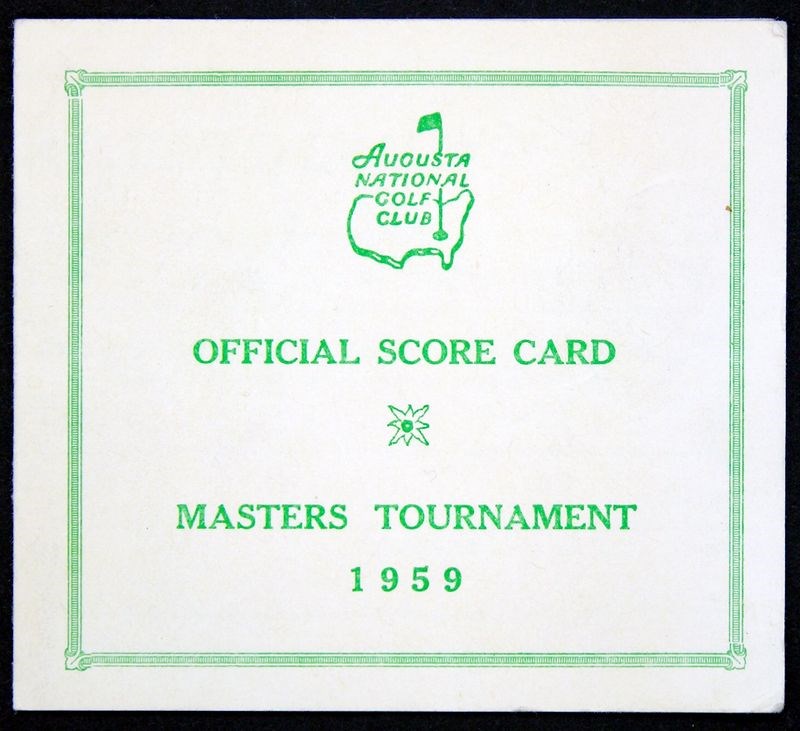 Augusta
NATIONAL
GOLF
CLUB
OFFICIAL SCORE CARD
MASTERS TOURNAMENT
1959